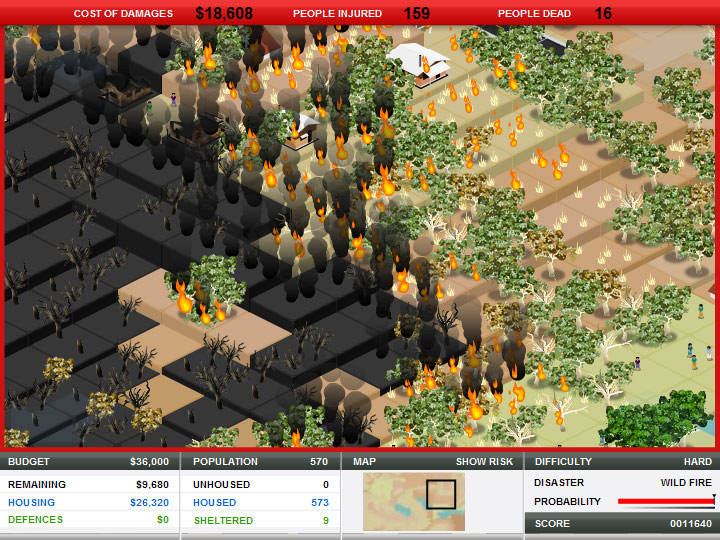 COST OF DAMAGES $18,608 PEOPLE INJURED 159 PEOPLE DEAD 16
BUDGET $36,000
REMAINING $9,680
HOUSING $26,320
DEFENCES $0
POPULATION 570
UNHOUSED 0
HOUSED 573
SHELTERED 9
MAP SHOW RISK
DIFFICULTY HARD
DISASTER WILD FIRE
PROBABILITY
SCORE 0011640